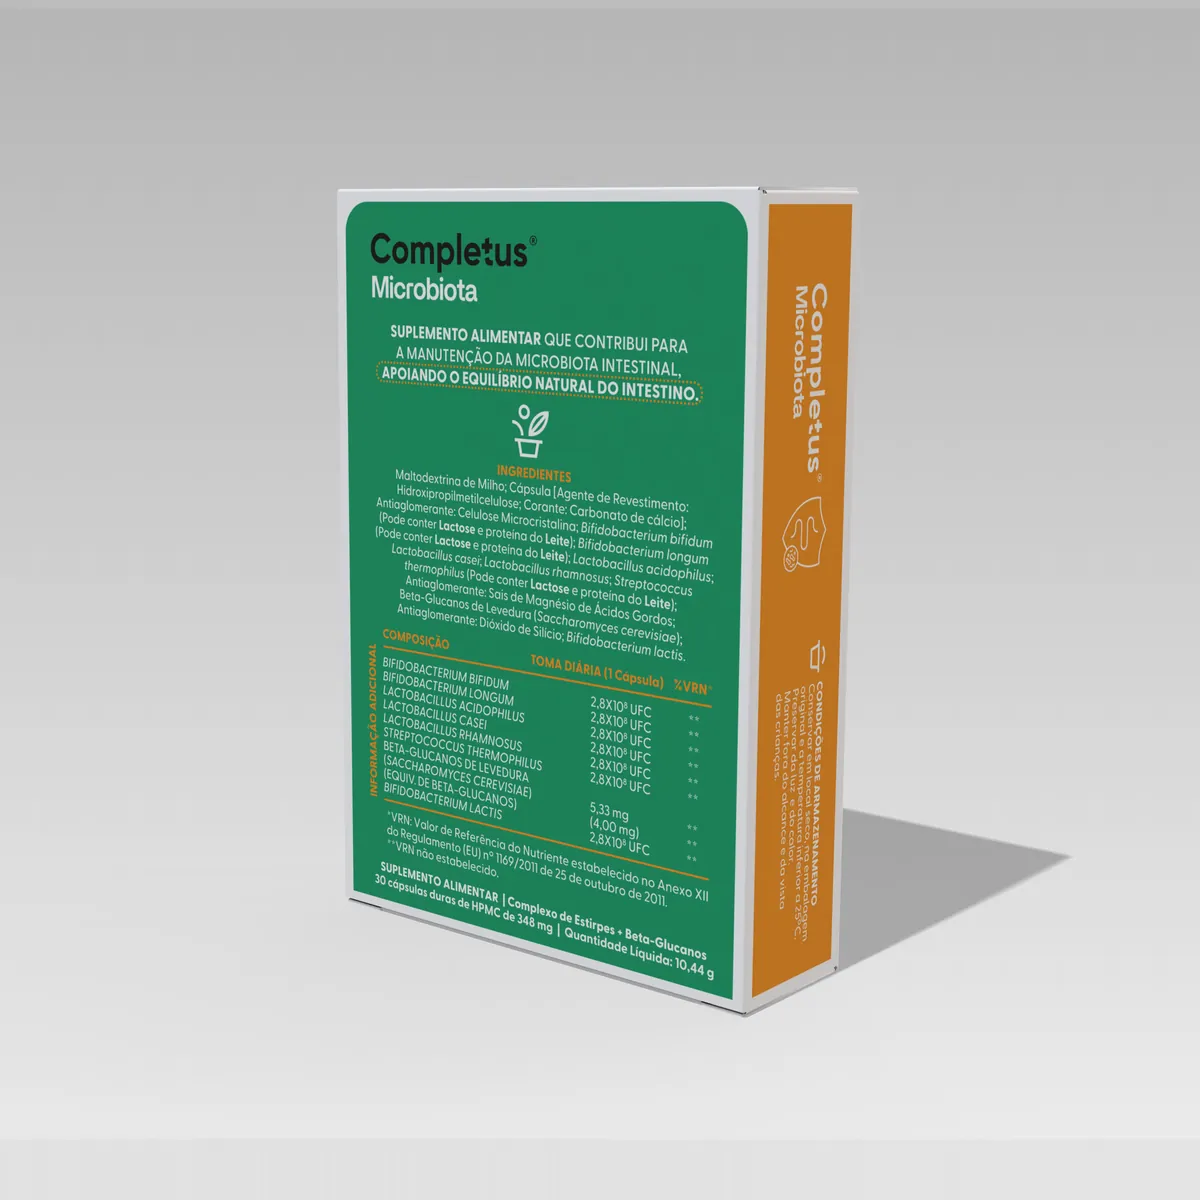 Completus®
Microbiota
SUPLEMENTO ALIMENTAR QUE CONTRIBUI PARA
A MANUTENÇÃO DA MICROBIOTA INTESTINAL,
APOIANDO O EQUILÍBRIO NATURAL DO INTESTINO.
INGREDIENTES
Maltodextrina de Milho; Cápsula [Agente de Revestimento:
Hidroxipropilmetilcelulose; Corante: Carbonato de cálcio];
Antiaglomerante: Celulose Microcristalina; Bifidobacterium bifidum
(Pode conter Lactose e proteína do Leite); Bifidobacterium longum
(Pode conter Lactose e proteína do Leite); Lactobacillus acidophilus;
Lactobacillus casei; Lactobacillus rhamnosus; Streptococcus
thermophilus (Pode conter Lactose e proteína do Leite);
Antiaglomerante: Sais de Magnésio de Ácidos Gordos;
Beta-Glucanos de Levedura (Saccharomyces cerevisiae);
Antiaglomerante: Dióxido de Silício; Bifidobacterium lactis.
INFORMAÇÃO ADICIONAL
COMPOSIÇÃO TOMA DIÁRIA (1 Cápsula) %VRN*
BIFIDOBACTERIUM BIFIDUM 2,8X10⁸ UFC **
BIFIDOBACTERIUM LONGUM 2,8X10⁸ UFC **
LACTOBACILLUS ACIDOPHILUS 2,8X10⁸ UFC **
LACTOBACILLUS CASEI 2,8X10⁸ UFC **
LACTOBACILLUS RHAMNOSUS 2,8X10⁸ UFC **
STREPTOCOCCUS THERMOPHILUS 2,8X10⁸ UFC **
BETA-GLUCANOS DE LEVEDURA
(SACCHAROMYCES CEREVISIAE) 5,33 mg **
(EQUIV. DE BETA-GLUCANOS) (4,00 mg) **
BIFIDOBACTERIUM LACTIS 2,8X10⁸ UFC **
*VRN: Valor de Referência do Nutriente estabelecido no Anexo XII
do Regulamento (EU) nº 1169/2011 de 25 de outubro de 2011.
**VRN não estabelecido.
SUPLEMENTO ALIMENTAR | Complexo de Estirpes + Beta-Glucanos
30 cápsulas duras de HPMC de 348 mg | Quantidade Líquida: 10,44 g
Completus®
Microbiota
CONDIÇÕES DE ARMAZENAMENTO
Conservar em local seco, na embalagem
original e a temperatura inferior a 25ºC.
Preservar da luz e do calor.
Manter fora do alcance e da vista
das crianças.